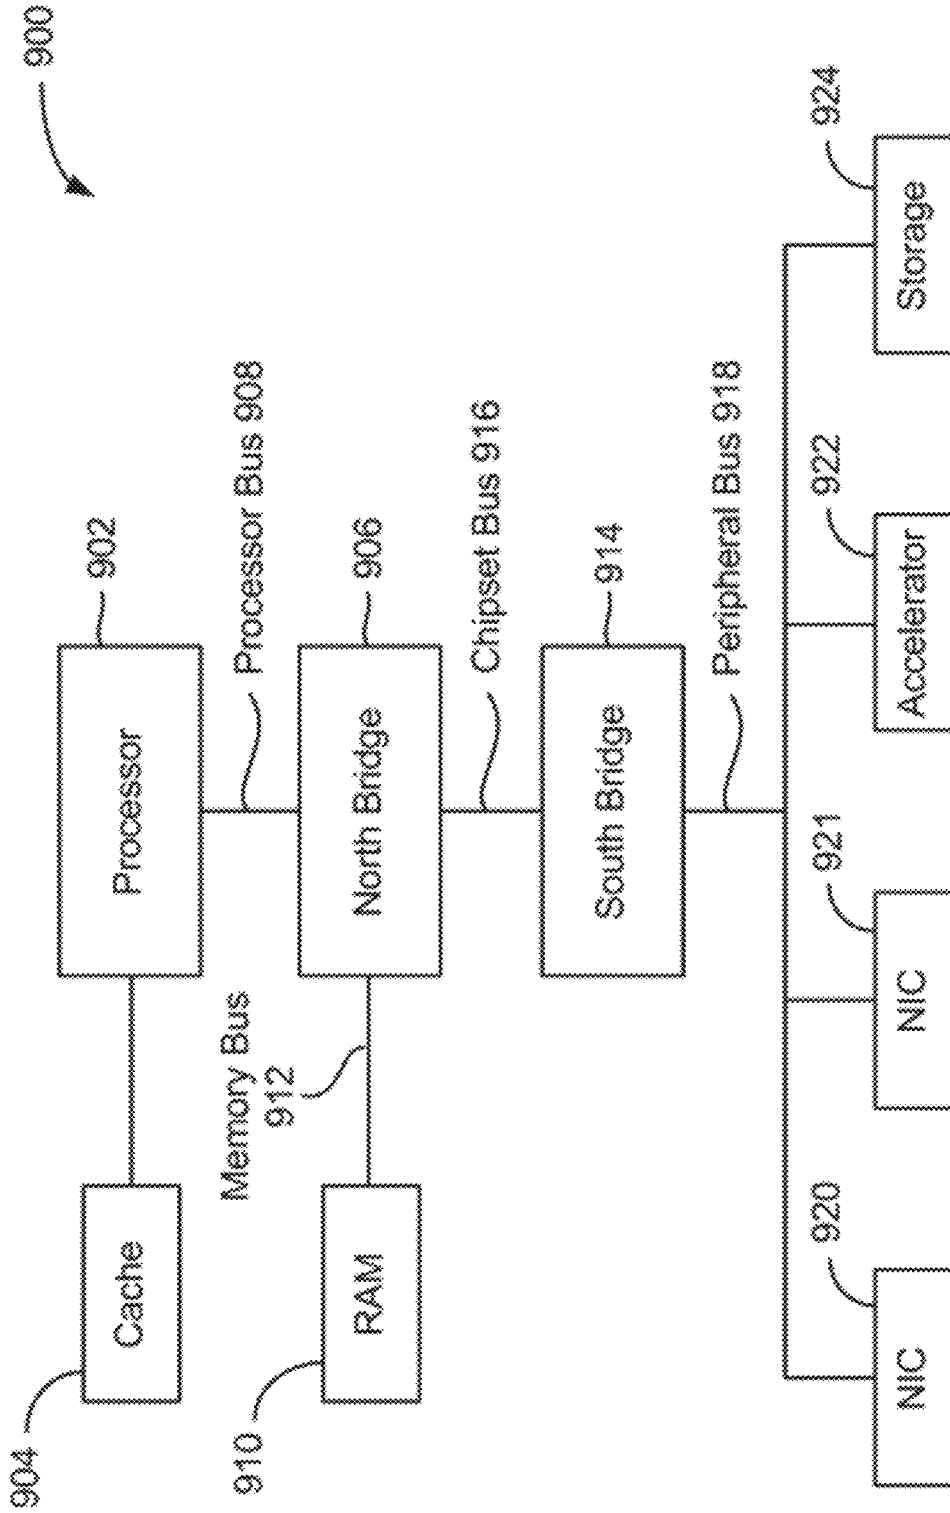 900
902
Processor
904
Cache
Processor Bus 908
906
North Bridge
Memory Bus
912
910
RAM
Chipset Bus 916
914
South Bridge
Peripheral Bus 918
920
NIC
921
NIC
922
Accelerator
924
Storage